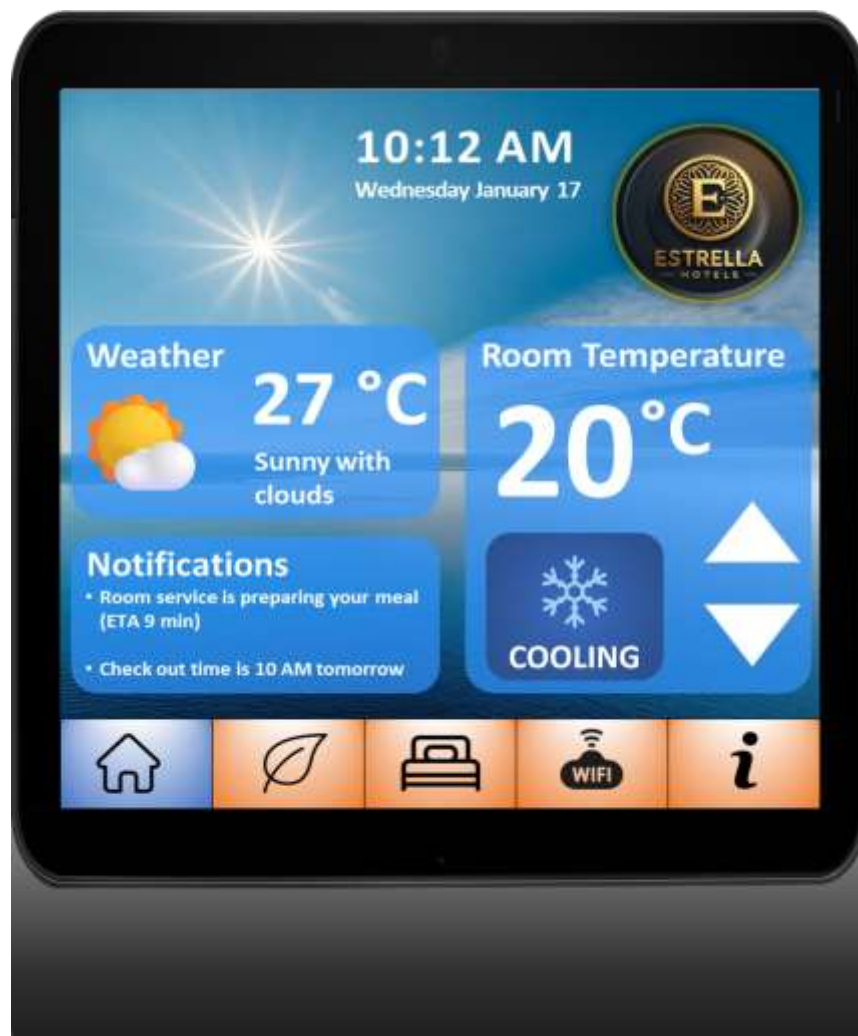 10:12 AM
Wednesday January 17
E
ESTRELLA
HOTELS
Weather
27 °C
Sunny with
clouds
Room Temperature
20°C
COOLING
Notifications
• Room service is preparing your meal
(ETA 9 min)
• Check out time is 10 AM tomorrow
WIFI
i